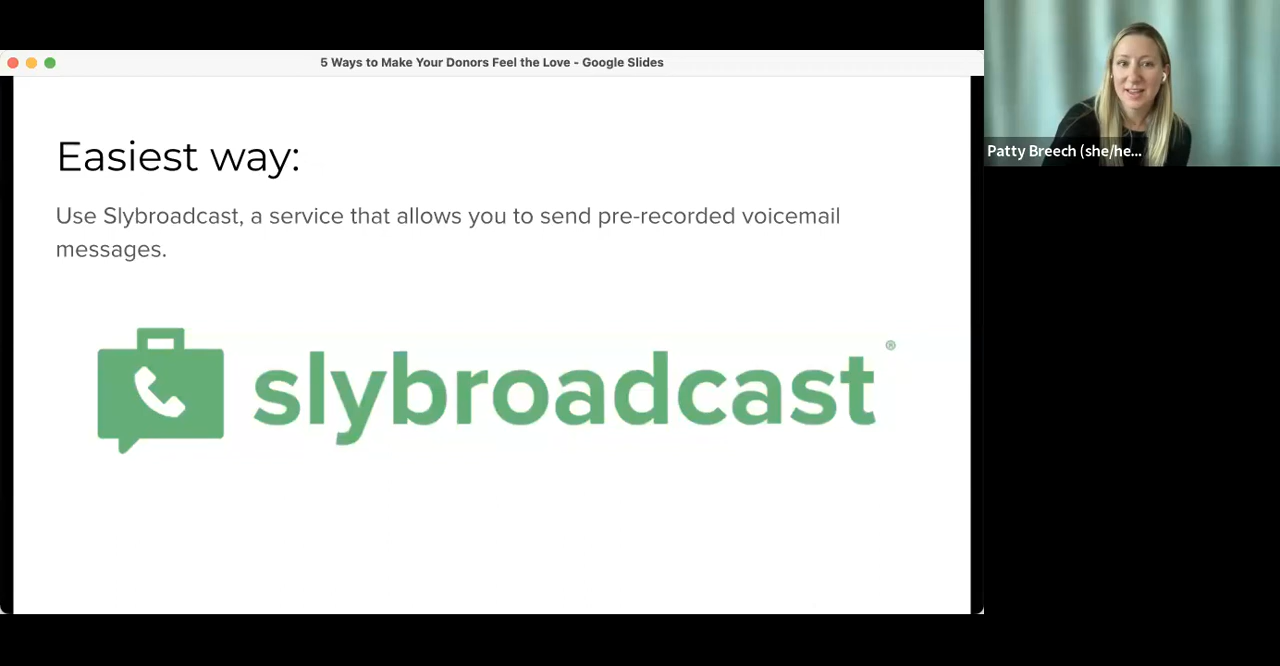 5 Ways to Make Your Donors Feel the Love - Google Slides
Easiest way:
Use Slybroadcast, a service that allows you to send pre-recorded voicemail
messages.
slybroadcast®
Patty Breech (she/he...